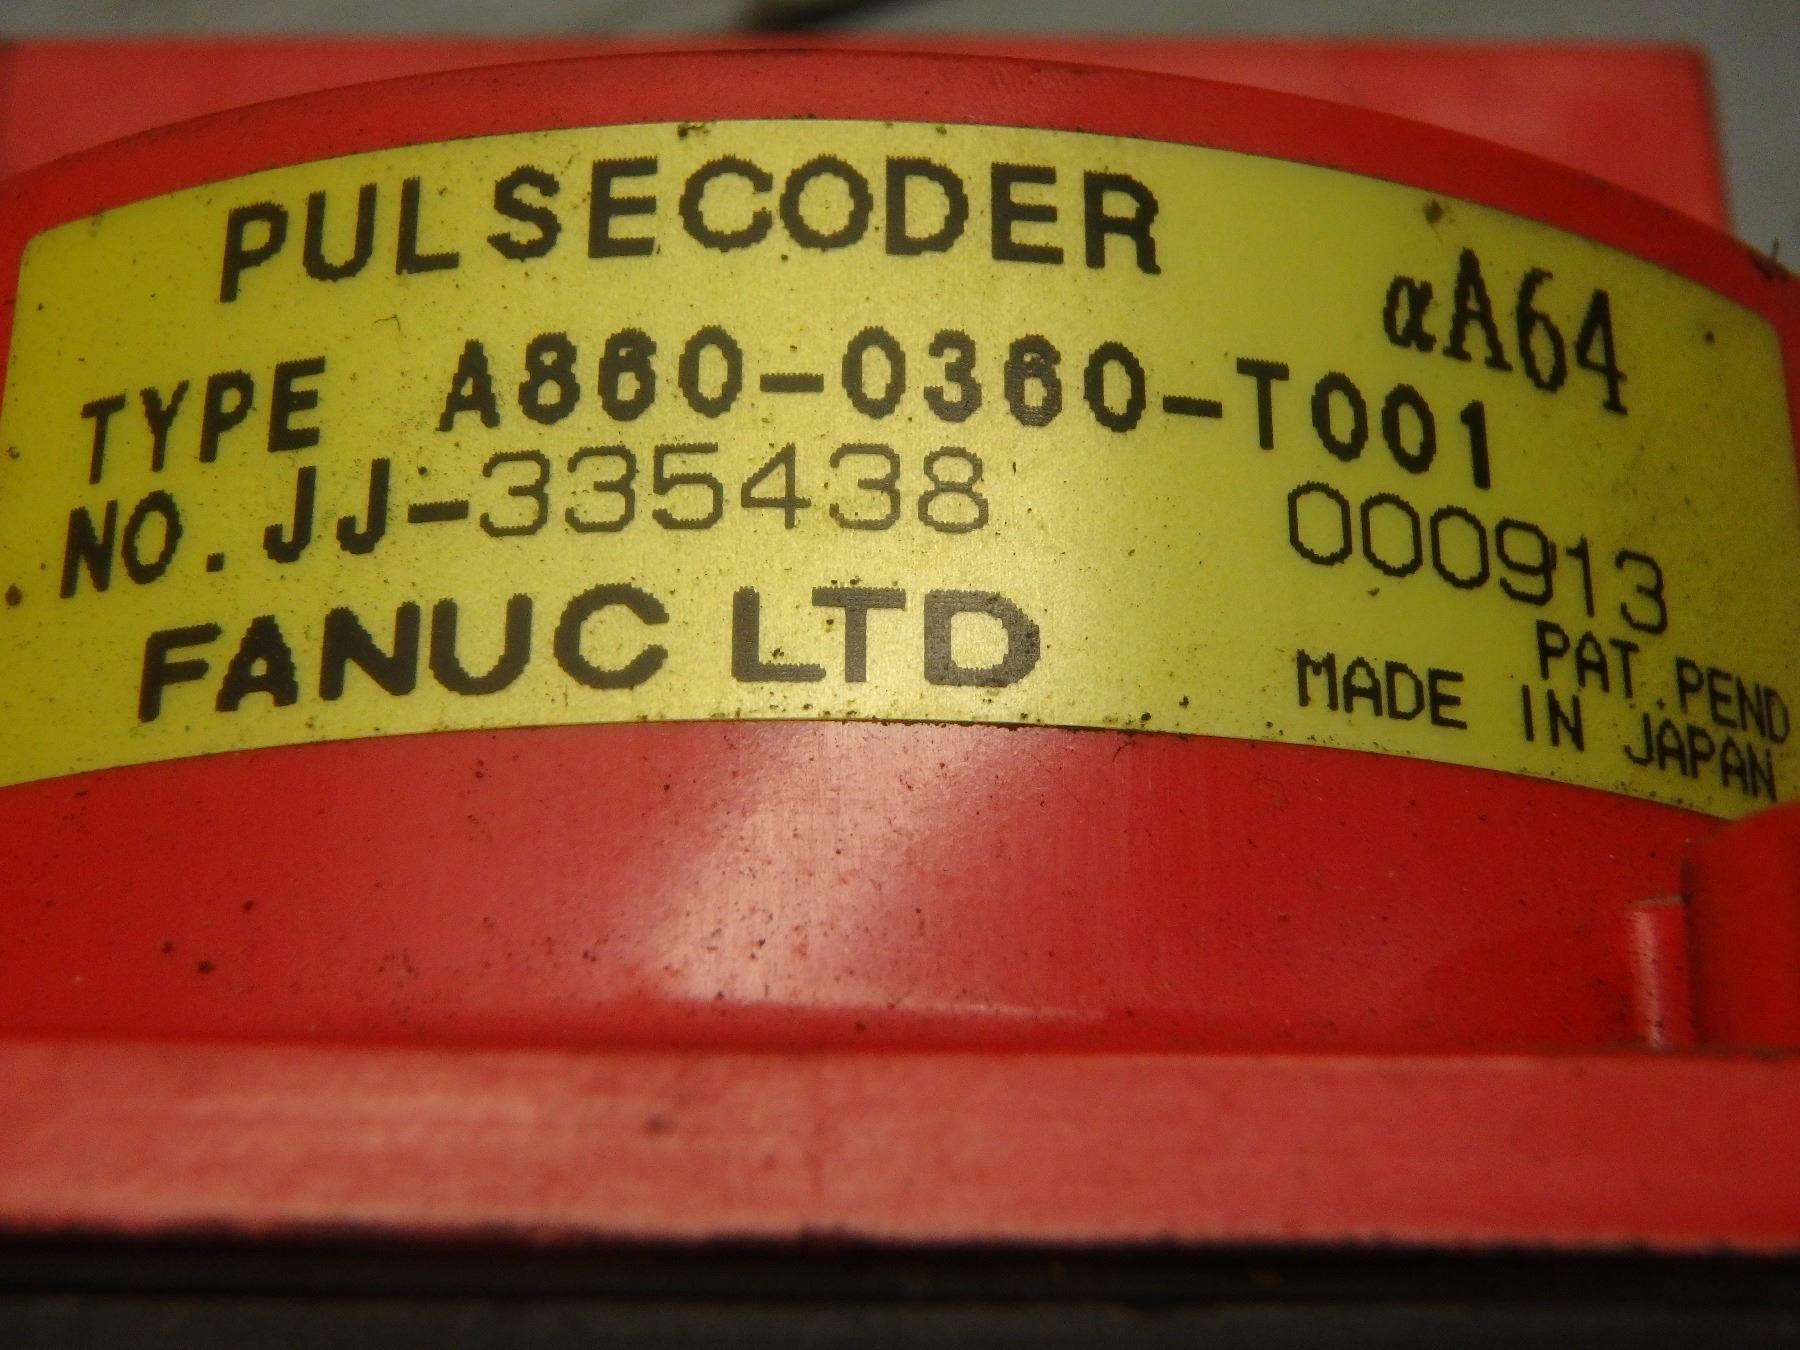 PULSECODER αA64
TYPE A860-0360-T001
NO. JJ-335438 000913
FANUC LTD
PAT.PEND
MADE IN JAPAN